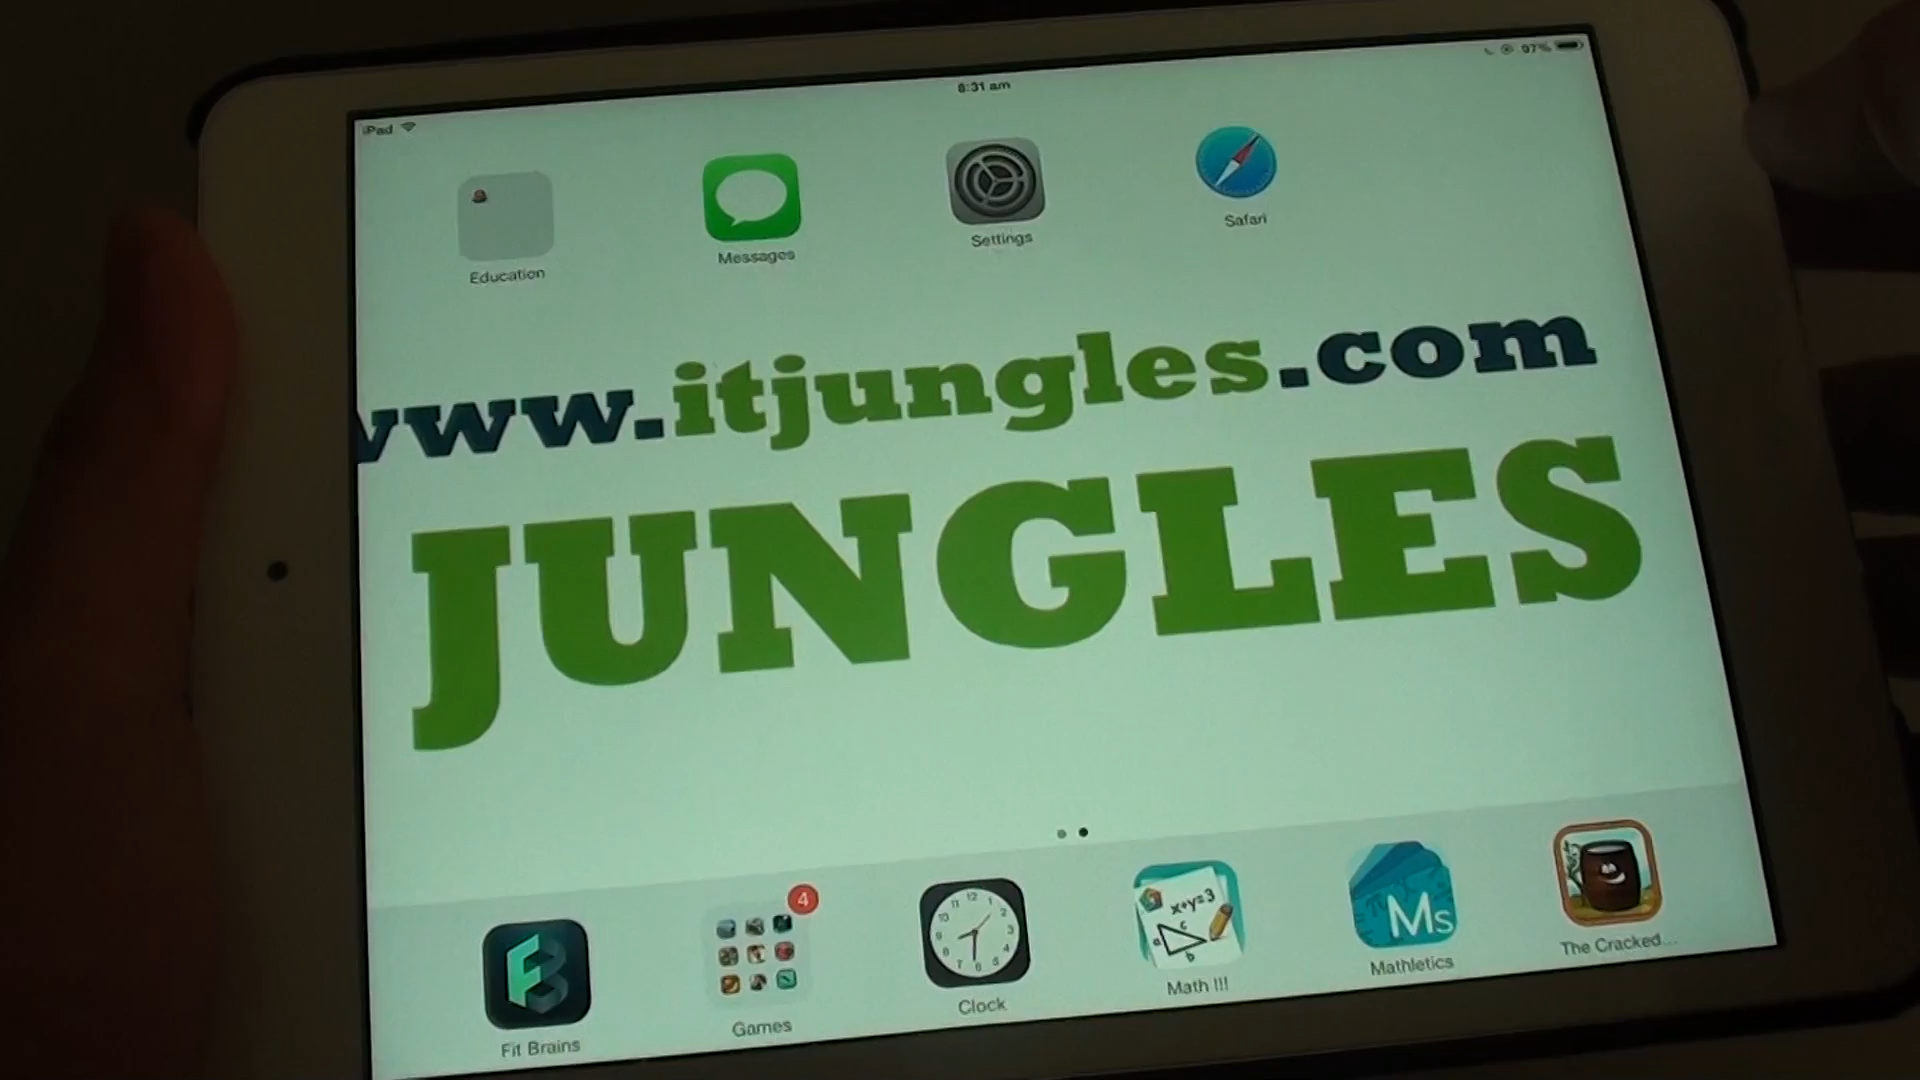 iPad
8:31 am
97%
Education
Messages
Settings
Safari
www.itjungles.com
JUNGLES
4
x+y=3
a
c
b
Ms
Fit Brains
Games
Clock
Math !!!
Mathletics
The Cracked...